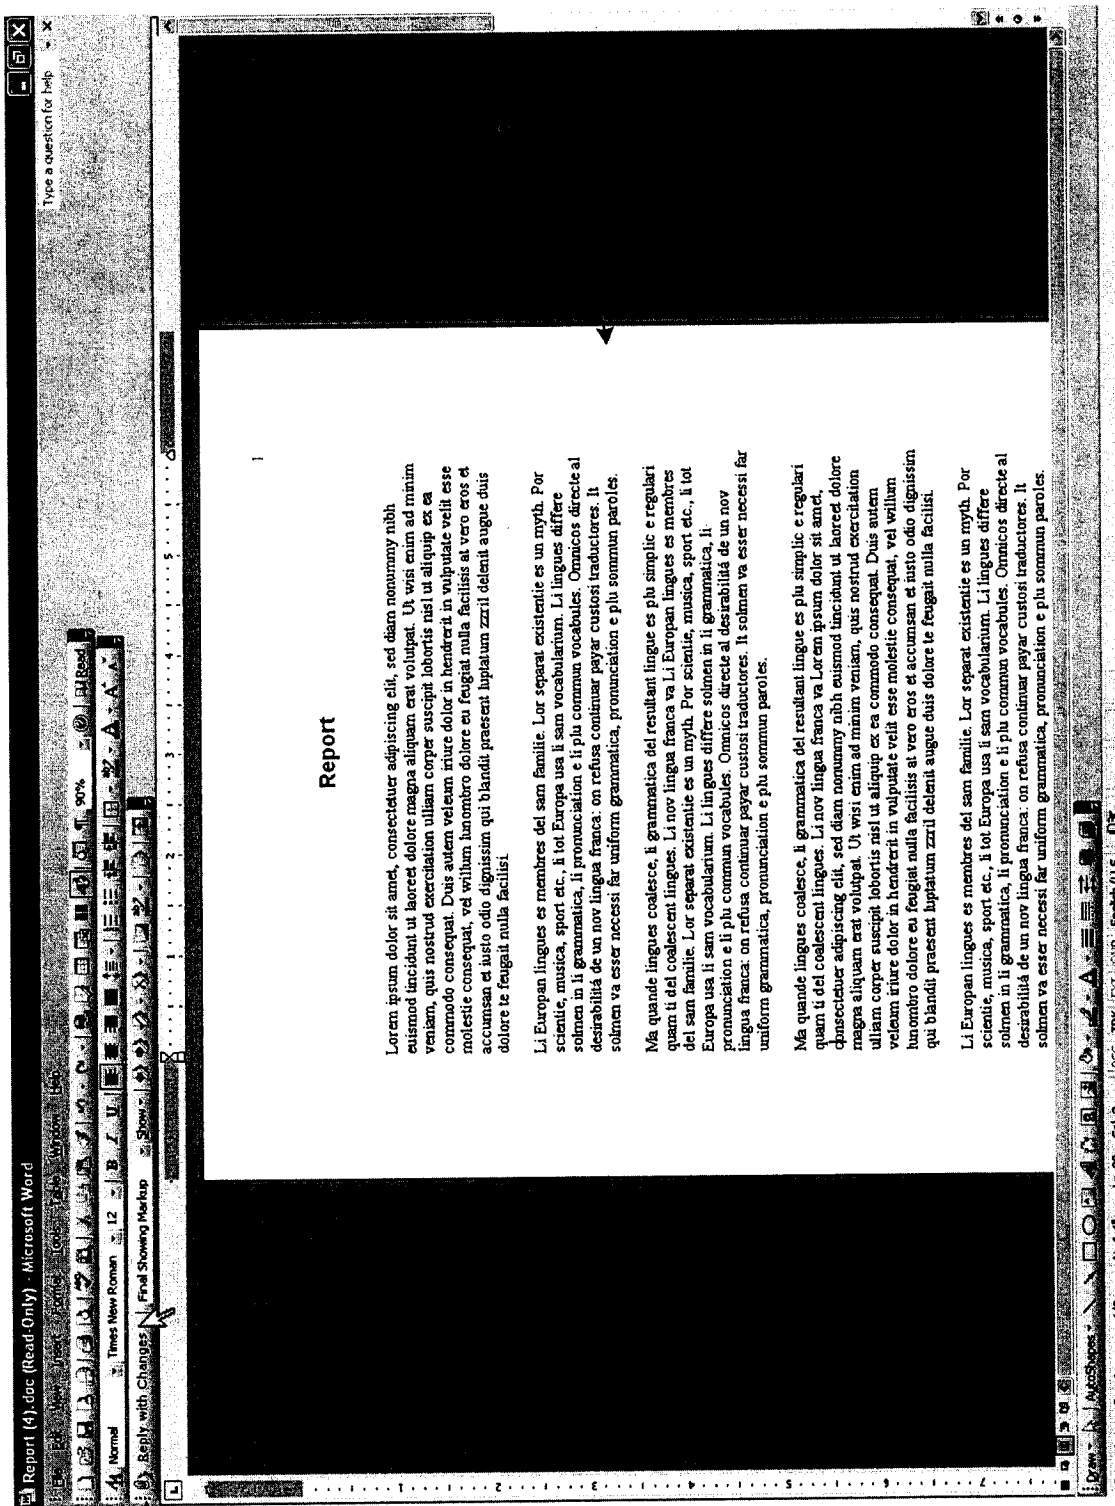 Report (4).doc (Read-Only) - Microsoft Word
File Edit View Insert Format Tools Table Window Help
Type a question for help
90%
Read
Normal
Times New Roman
12
B I U
Reply with Changes
Final Showing Markup
Show
1
Report
Lorem ipsum dolor sit amet, consectetuer adipiscing elit, sed diam nonummy nibh
euismod tincidunt ut laoreet dolore magna aliquam erat volutpat. Ut wisi enim ad minim
veniam, quis nostrud exercitation ulliam corper suscipit lobortis nisl ut aliquip ex ea
commodo consequat. Duis autem veleum iriure dolor in hendrerit in vulputate velit esse
molestie consequat, vel willum lunombro dolore eu feugiat nulla facilisis at vero eros et
accumsan et iusto odio dignissim qui blandit praesent luptatum zzril delenit augue duis
dolore te feugait nulla facilisi.
Li Europan lingues es membres del sam familie. Lor separat existentie es un myth. Por
scientie, musica, sport etc., li tot Europa usa li sam vocabularium. Li lingues differe
solmen in li grammatica, li pronunciation e li plu commun vocabules. Omnicos directe al
desirabilitá de un nov lingua franca: on refusa continuar payar custosi traductores. It
solmen va esser necessi far uniform grammatica, pronunciation e plu sommun paroles.
Ma quande lingues coalesce, li grammatica del resultant lingue es plu simplic e regulari
quam ti del coalescent lingues. Li nov lingua franca va Li Europan lingues es membres
del sam familie. Lor separat existentie es un myth. Por scientie, musica, sport etc., li tot
Europa usa li sam vocabularium. Li lingues differe solmen in li grammatica, li
pronunciation e li plu commun vocabules. Omnicos directe al desirabilitá de un nov
lingua franca: on refusa continuar payar custosi traductores. It solmen va esser necessi far
uniform grammatica, pronunciation e plu sommun paroles.
Ma quande lingues coalesce, li grammatica del resultant lingue es plu simplic e regulari
quam ti del coalescent lingues. Li nov lingua franca va Lorem ipsum dolor sit amet,
consectetuer adipiscing elit, sed diam nonummy nibh euismod tincidunt ut laoreet dolore
magna aliquam erat volutpat. Ut wisi enim ad minim veniam, quis nostrud exercitation
ulliam corper suscipit lobortis nisl ut aliquip ex ea commodo consequat. Duis autem
veleum iriure dolor in hendrerit in vulputate velit esse molestie consequat, vel willum
lunombro dolore eu feugiat nulla facilisis at vero eros et accumsan et iusto odio dignissim
qui blandit praesent luptatum zzril delenit augue duis dolore te feugait nulla facilisi.
Li Europan lingues es membres del sam familie. Lor separat existentie es un myth. Por
scientie, musica, sport etc., li tot Europa usa li sam vocabularium. Li lingues differe
solmen in li grammatica, li pronunciation e li plu commun vocabules. Omnicos directe al
desirabilitá de un nov lingua franca: on refusa continuar payar custosi traductores. It
solmen va esser necessi far uniform grammatica, pronunciation e plu sommun paroles.
Draw
AutoShapes